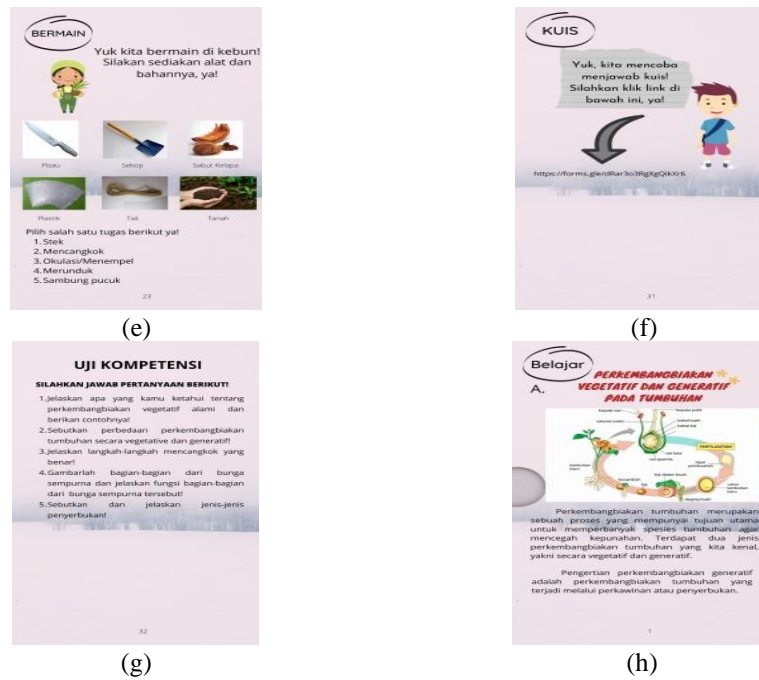 BERMAIN
Yuk kita bermain di kebun!
Silakan sediakan alat dan
bahannya, ya!
Pisau
Sekop
Sabut Kelapa
Plastik
Tali
Tanah
Pilih salah satu tugas berikut ya!
1. Stek
2. Mencangkok
3. Okulasi/Menempel
4. Merunduk
5. Sambung pucuk
23
(e)
KUIS
Yuk, kita mencoba
menjawab kuis!
Silahkan klik link di
bawah ini, ya!
31
(f)
UJI KOMPETENSI
SILAHKAN JAWAB PERTANYAAN BERIKUT!
1. Jelaskan apa yang kamu ketahui tentang
perkembangbiakan vegetatif alami dan
berikan contohnya!
2. Sebutkan perbedaan perkembangbiakan
tumbuhan secara vegetative dan generatif!
3. Jelaskan langkah-langkah mencangkok yang
benar!
4. Gambarlah bagian-bagian dari bunga
sempurna dan jelaskan fungsi bagian-bagian
dari bunga sempurna tersebut!
5. Sebutkan dan jelaskan jenis-jenis
penyerbukan!
32
(g)
Belajar
A.
PERKEMBANGBIAKAN
VEGETATIF DAN GENERATIF
PADA TUMBUHAN
Perkembangbiakan tumbuhan merupakan
sebuah proses yang mempunyai tujuan utama
untuk memperbanyak spesies tumbuhan agar
mencegah kepunahan. Terdapat dua jenis
perkembangbiakan tumbuhan yang kita kenal,
yakni secara vegetatif dan generatif.
Pengertian perkembangbiakan generatif
adalah perkembangbiakan tumbuhan yang
terjadi melalui perkawinan atau penyerbukan.
1
(h)